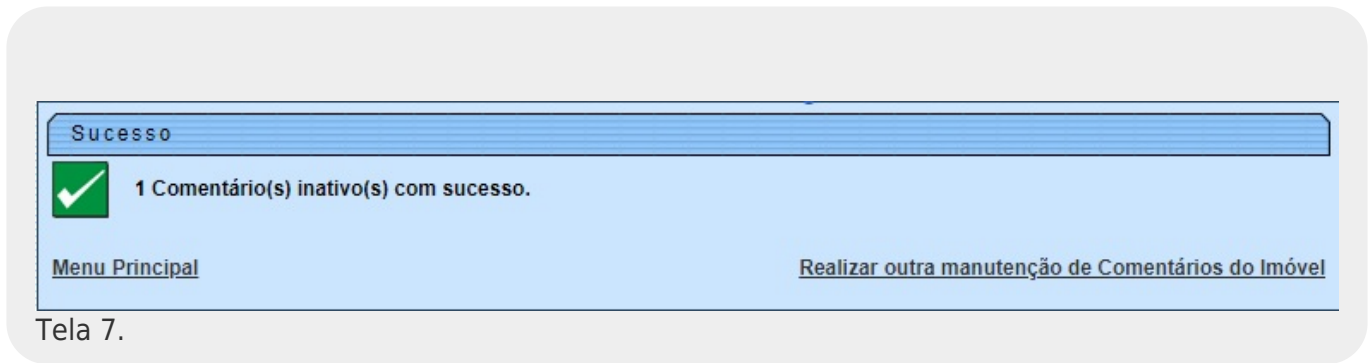 Sucesso
1 Comentário(s) inativo(s) com sucesso.
Menu Principal
Realizar outra manutenção de Comentários do Imóvel
Tela 7.